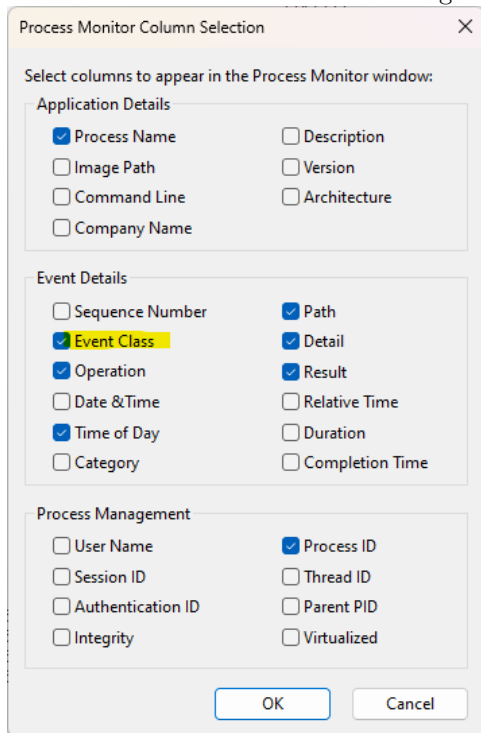 Process Monitor Column Selection
Select columns to appear in the Process Monitor window:
Application Details
Process Name
Description
Image Path
Version
Command Line
Architecture
Company Name
Event Details
Sequence Number
Path
Event Class
Detail
Operation
Result
Date &Time
Relative Time
Time of Day
Duration
Category
Completion Time
Process Management
User Name
Process ID
Session ID
Thread ID
Authentication ID
Parent PID
Integrity
Virtualized
OK
Cancel